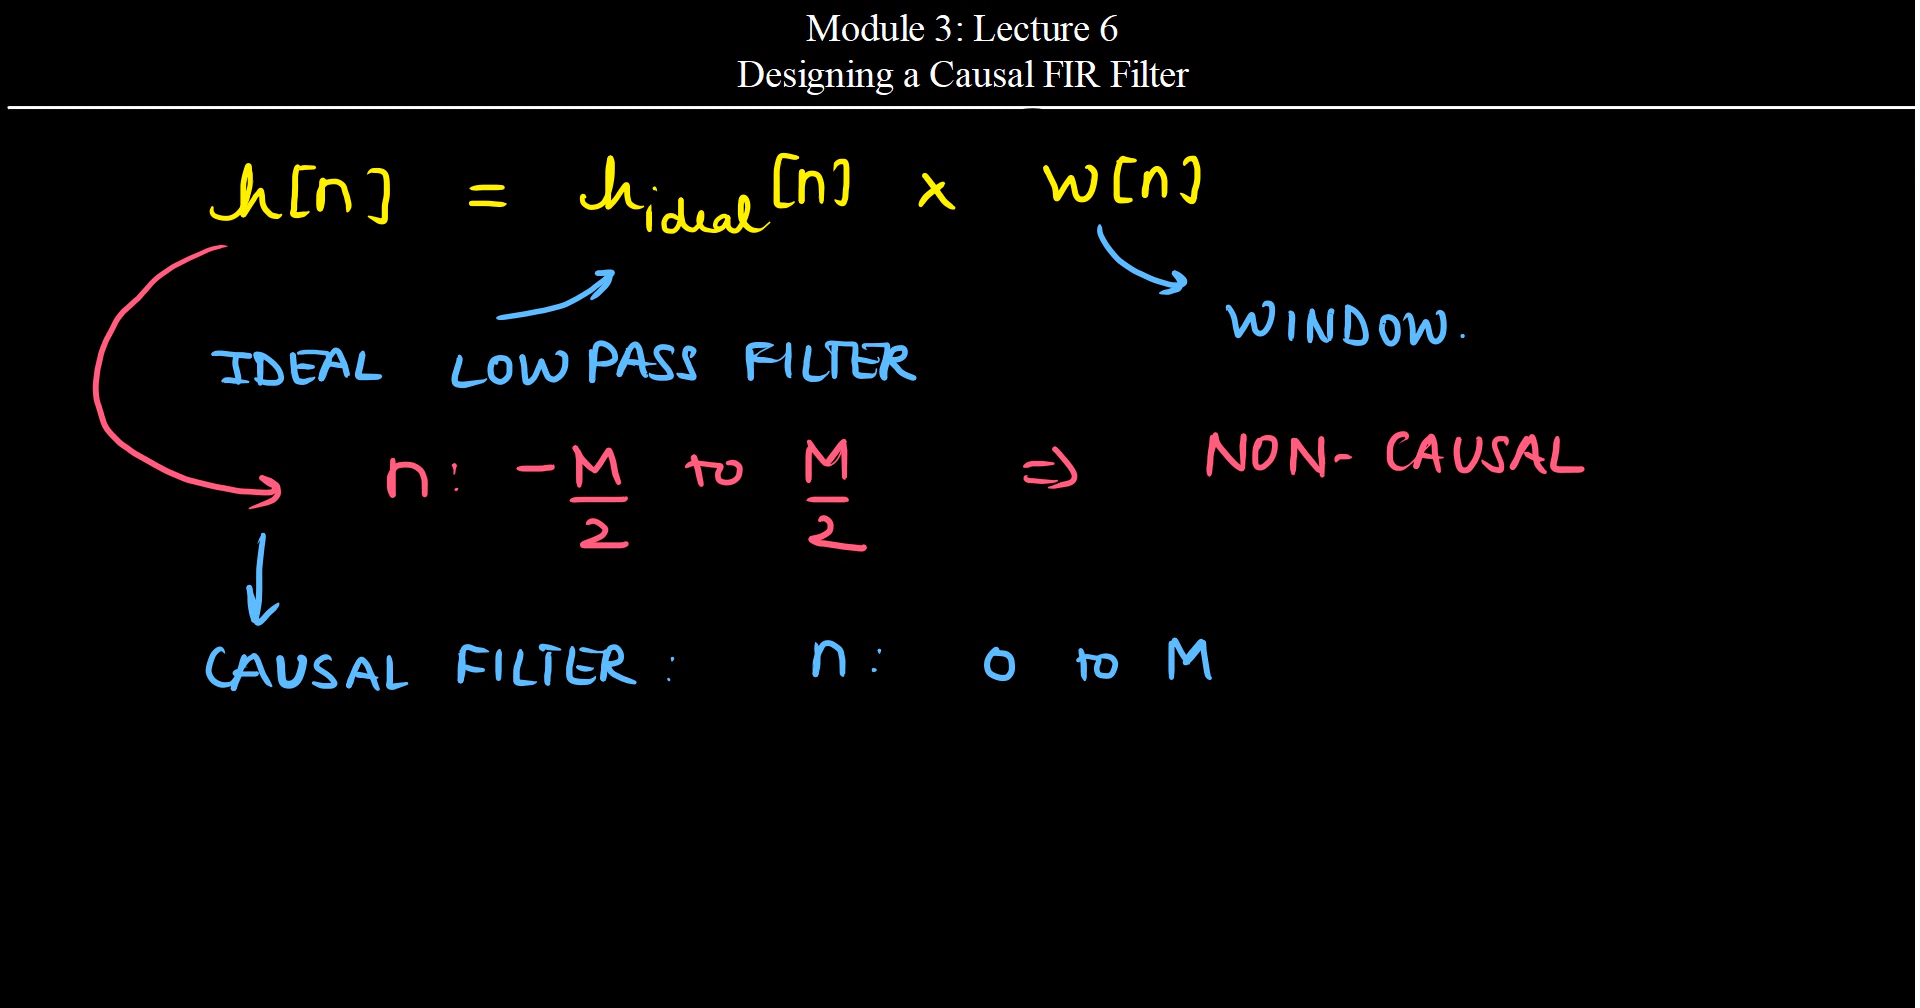 Module 3: Lecture 6
Designing a Causal FIR Filter
h[n] = h_ideal[n] x w[n]
WINDOW.
IDEAL LOW PASS FILTER
n: -M/2 to M/2 ⇒ NON-CAUSAL
CAUSAL FILTER: n: 0 to M